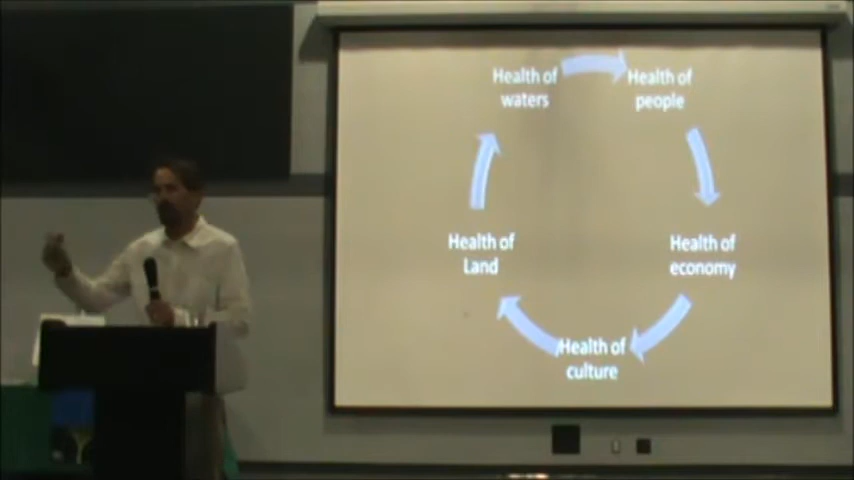 Health of
waters
Health of
people
Health of
economy
Health of
culture
Health of
Land